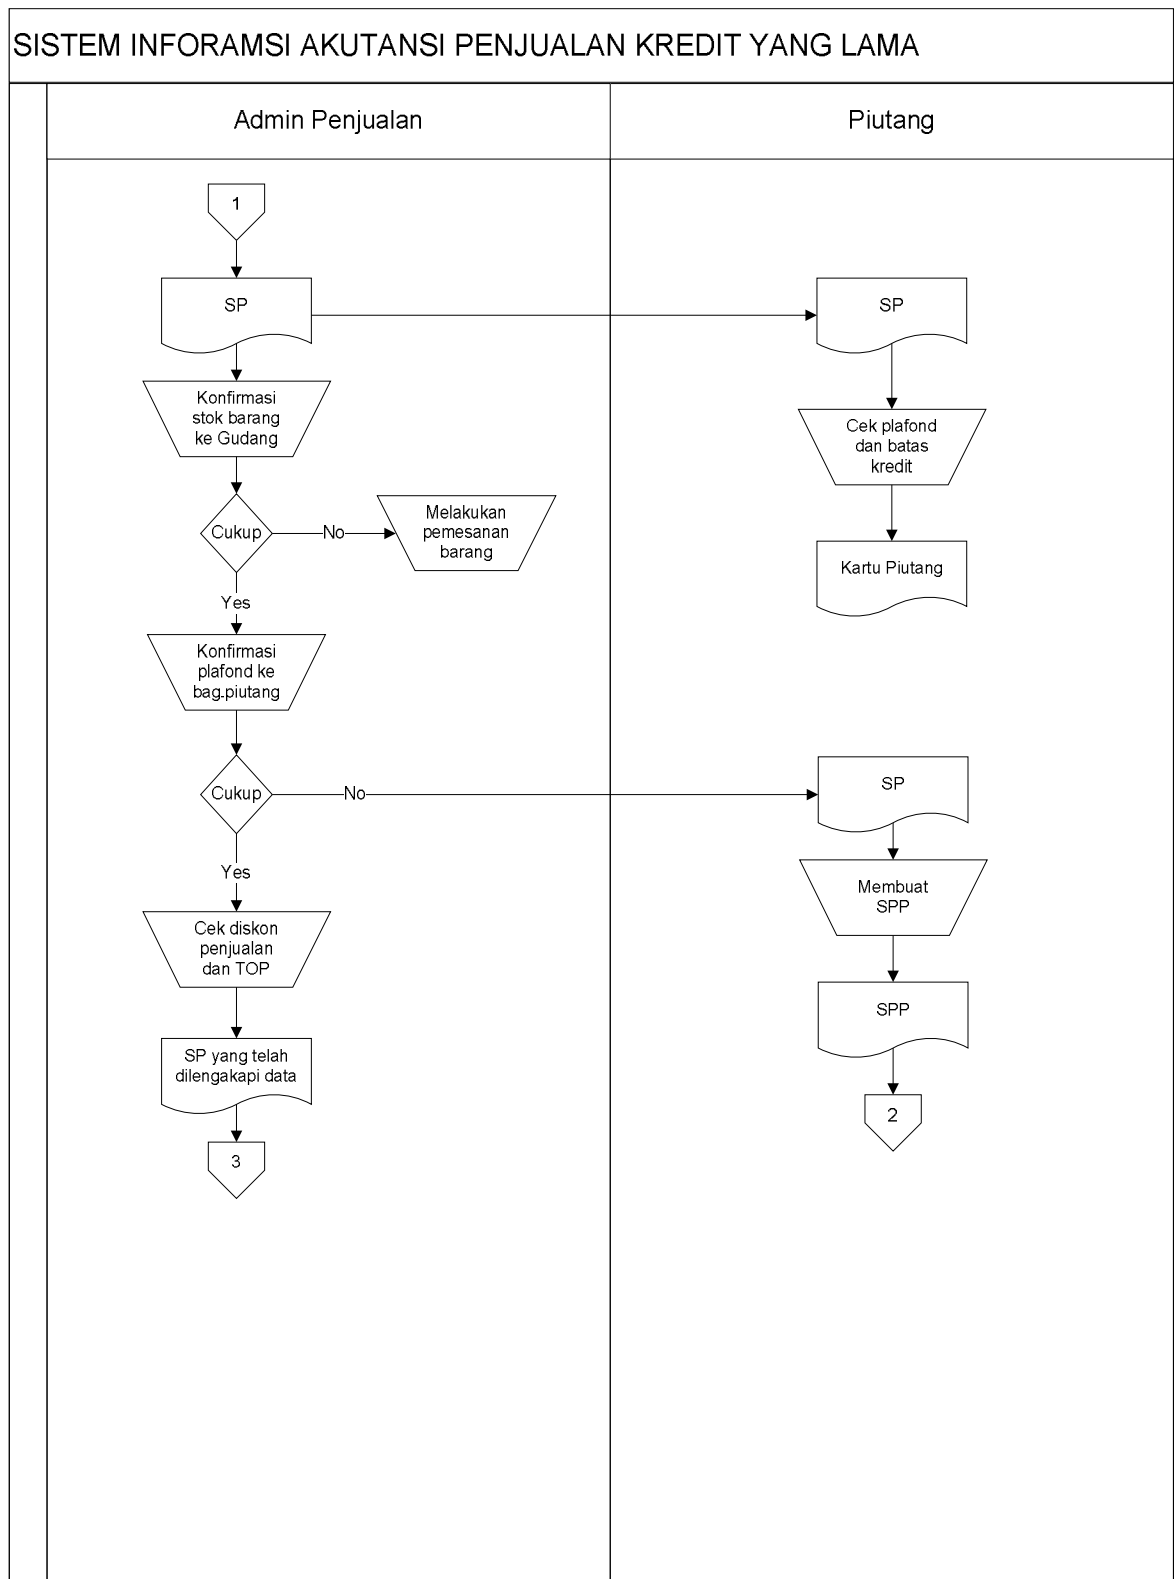 SISTEM INFORAMSI AKUTANSI PENJUALAN KREDIT YANG LAMA
Admin Penjualan
Piutang
1
SP
Konfirmasi
stok barang
ke Gudang
Cukup
No
Melakukan
pemesanan
barang
Yes
Konfirmasi
plafond ke
bag.piutang
Cukup
No
Yes
Cek diskon
penjualan
dan TOP
SP yang telah
dilengakapi data
3
SP
Cek plafond
dan batas
kredit
Kartu Piutang
SP
Membuat
SPP
SPP
2